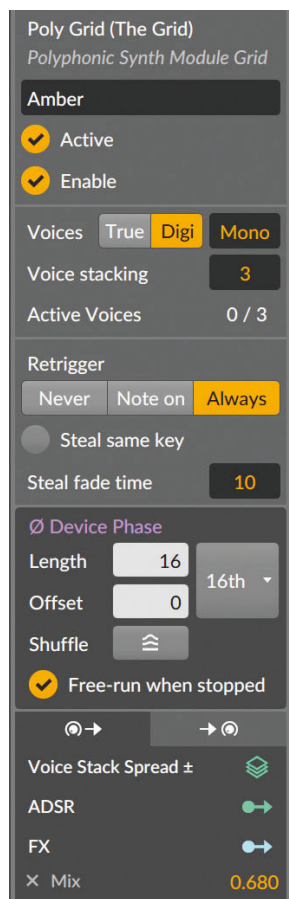 Poly Grid (The Grid)
Polyphonic Synth Module Grid
Amber
Active
Enable
Voices True Digi Mono
Voice stacking 3
Active Voices 0 / 3
Retrigger
Never Note on Always
Steal same key
Steal fade time 10
Ø Device Phase
Length 16
16th
Offset 0
Shuffle
Free-run when stopped
Voice Stack Spread ±
ADSR
FX
× Mix 0.680